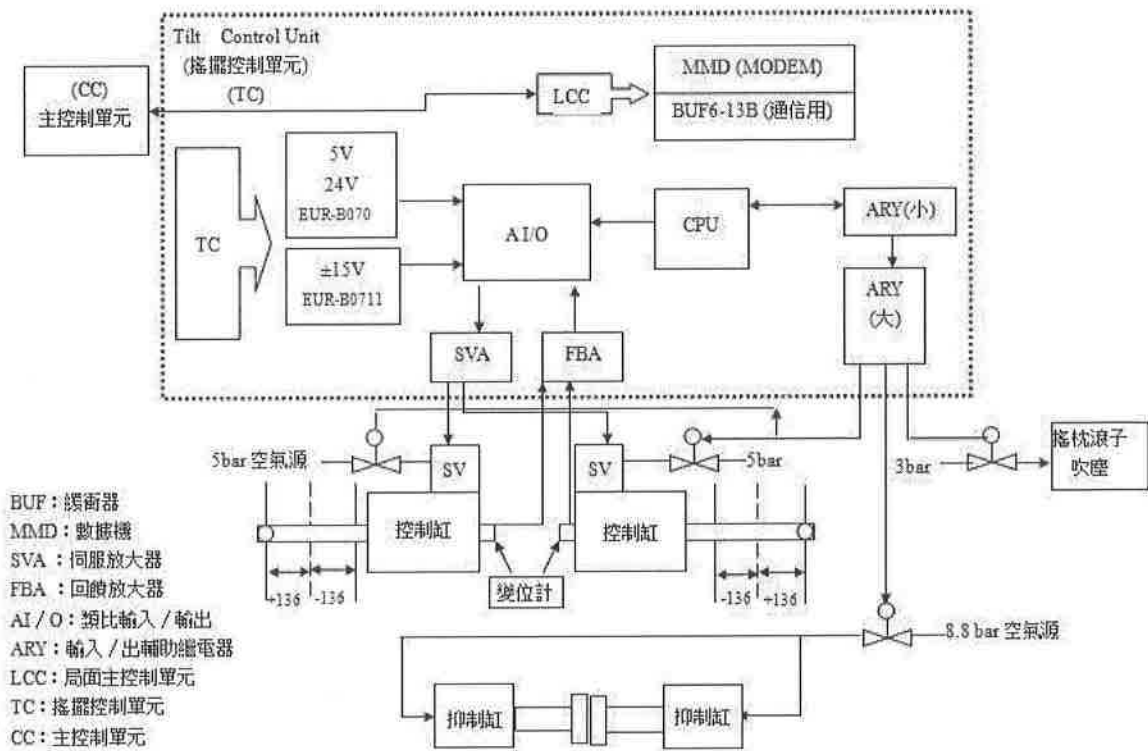 Tilt Control Unit
(搖擺控制單元)
(TC)
(CC)
主控制單元
LCC
MMD (MODEM)
BUF6-13B (通信用)
TC
5V
24V
EUR-B070
±15V
EUR-B0711
AI/O
CPU
ARY(小)
ARY
(大)
SVA
FBA
5bar 空氣源
SV
SV
5bar
3bar
搖枕滾子
吹塵
控制缸
控制缸
變位計
+136
-136
-136
+136
8.8 bar 空氣源
抑制缸
抑制缸
BUF:緩衝器
MMD:數據機
SVA:伺服放大器
FBA:回饋放大器
AI/O:類比輸入/輸出
ARY:輸入/出輔助繼電器
LCC:局面主控制單元
TC:搖擺控制單元
CC:主控制單元